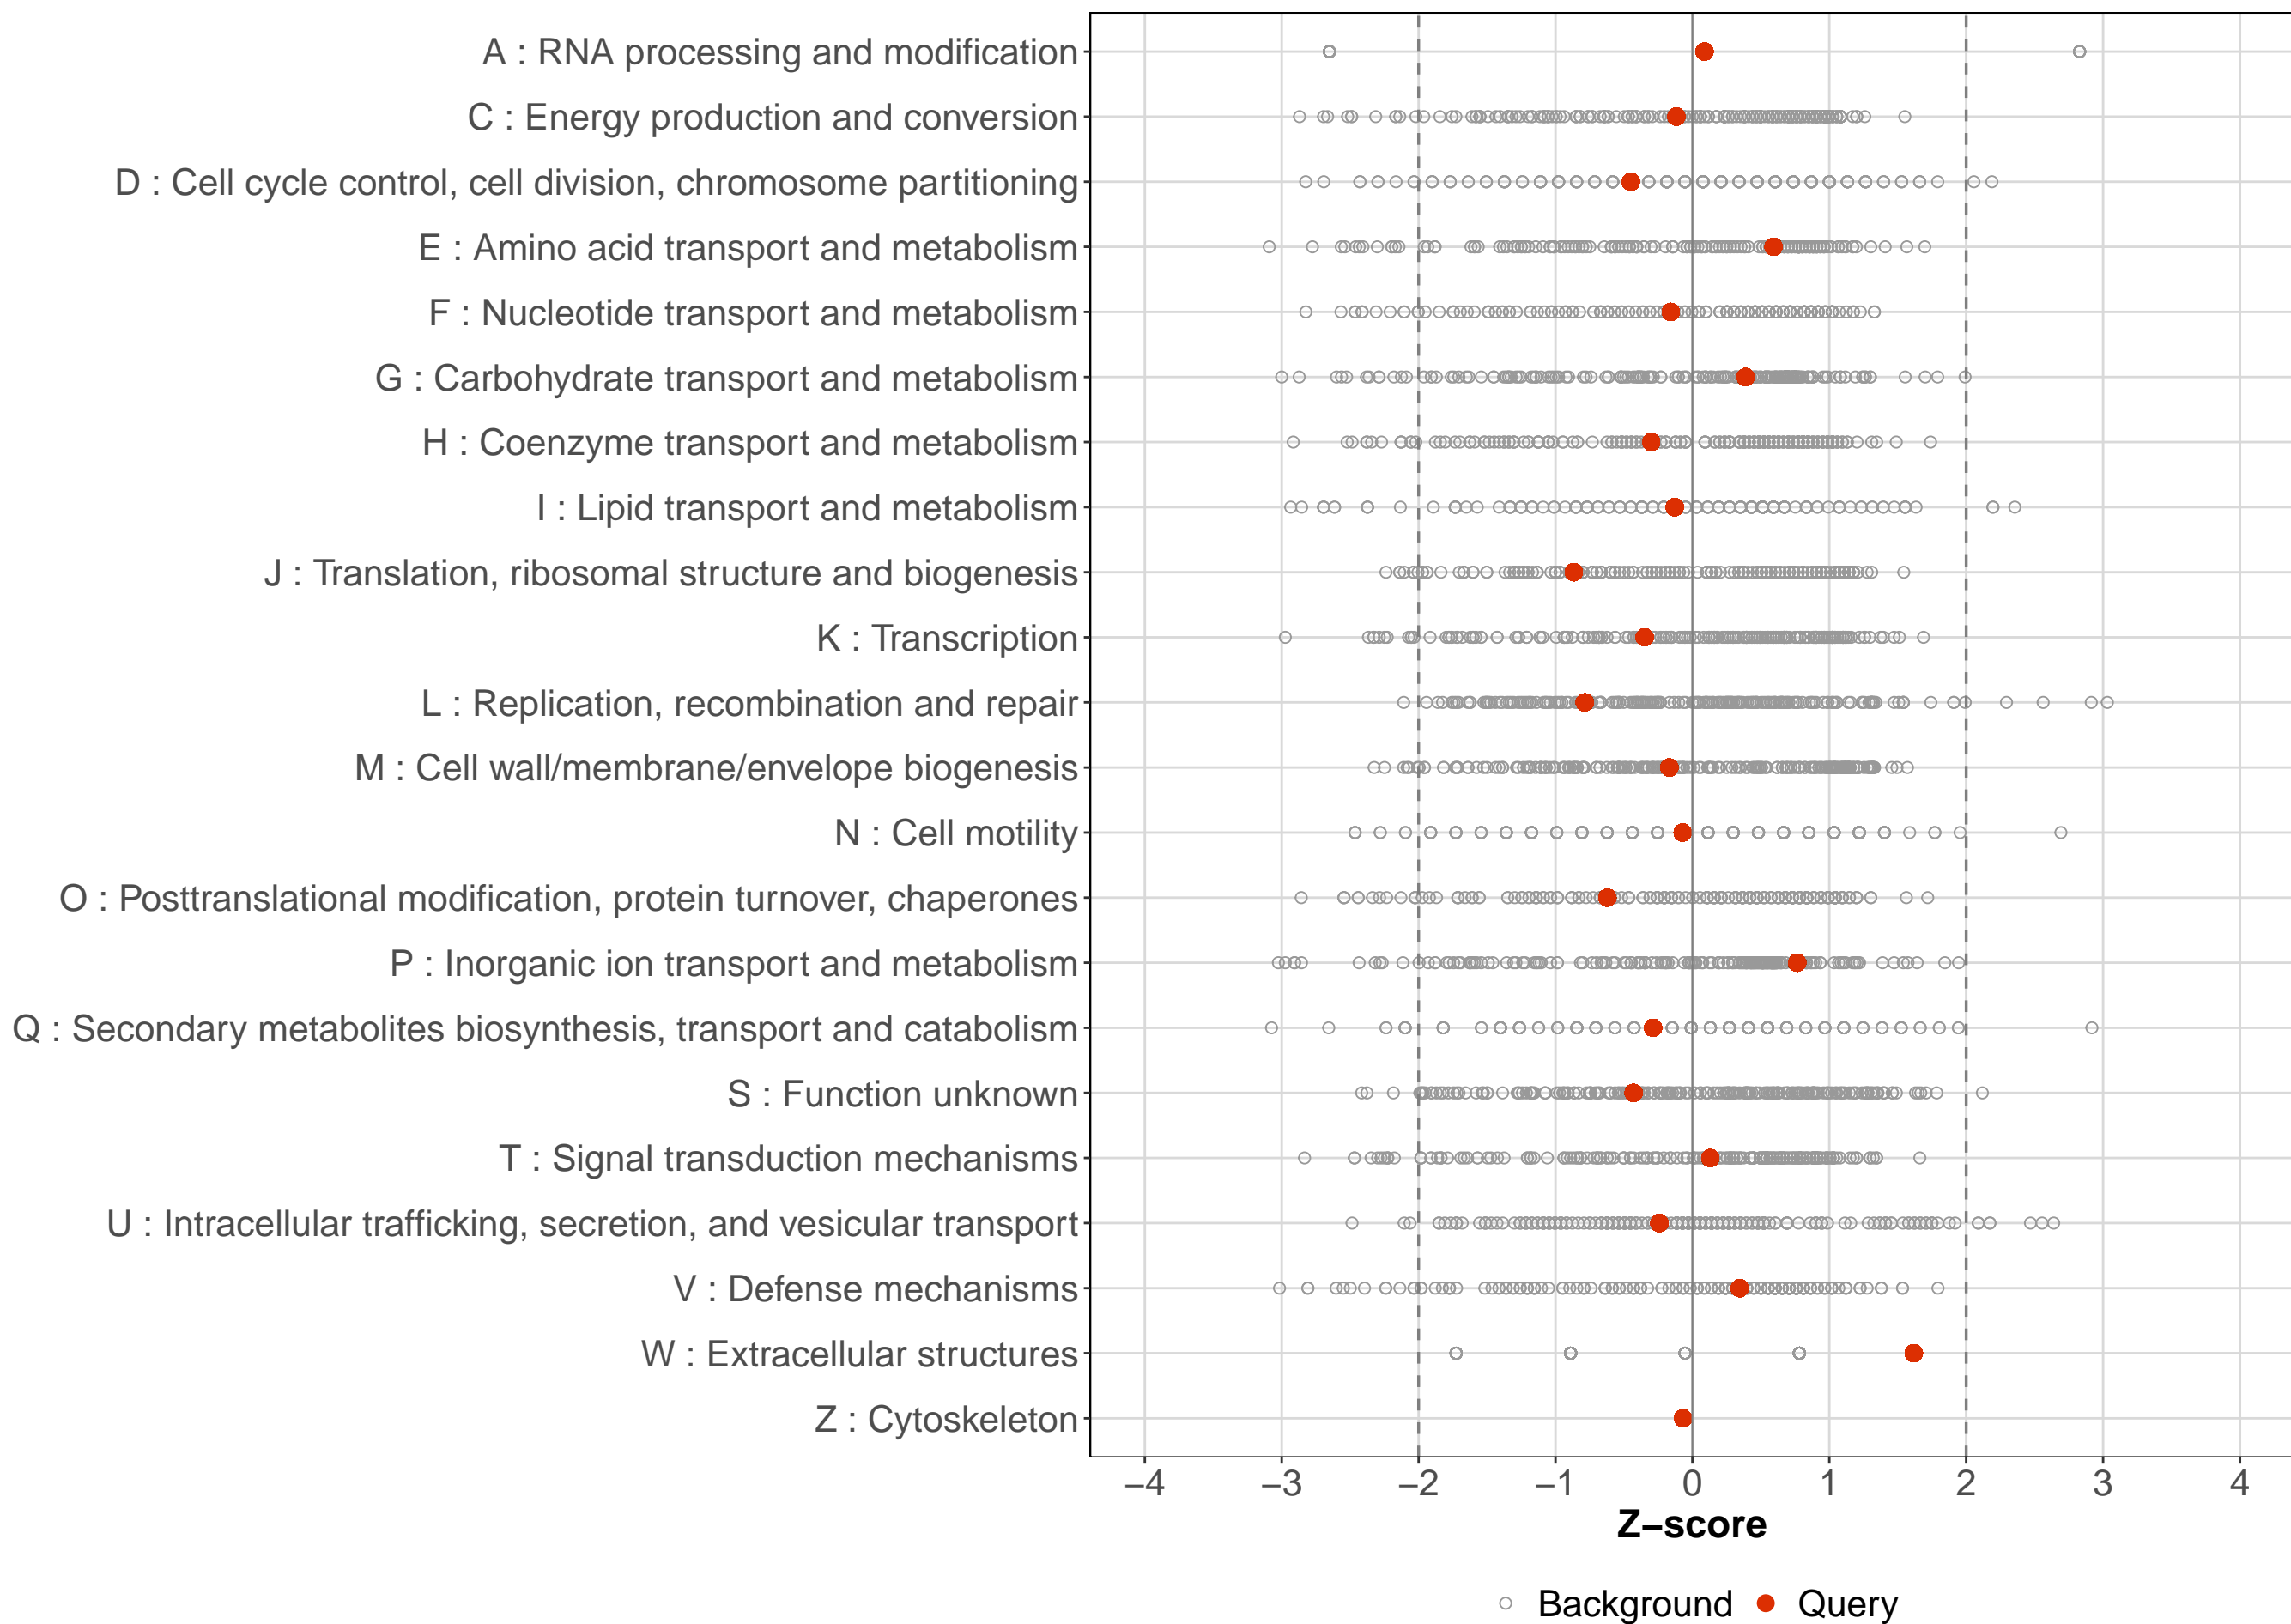 A : RNA processing and modification
C : Energy production and conversion
D : Cell cycle control, cell division, chromosome partitioning
E : Amino acid transport and metabolism
F : Nucleotide transport and metabolism
G : Carbohydrate transport and metabolism
H : Coenzyme transport and metabolism
I : Lipid transport and metabolism
J : Translation, ribosomal structure and biogenesis
K : Transcription
L : Replication, recombination and repair
M : Cell wall/membrane/envelope biogenesis
N : Cell motility
O : Posttranslational modification, protein turnover, chaperones
P : Inorganic ion transport and metabolism
Q : Secondary metabolites biosynthesis, transport and catabolism
S : Function unknown
T : Signal transduction mechanisms
U : Intracellular trafficking, secretion, and vesicular transport
V : Defense mechanisms
W : Extracellular structures
Z : Cytoskeleton
−4 −3 −2 −1 0 1 2 3 4
Z−score
Background Query